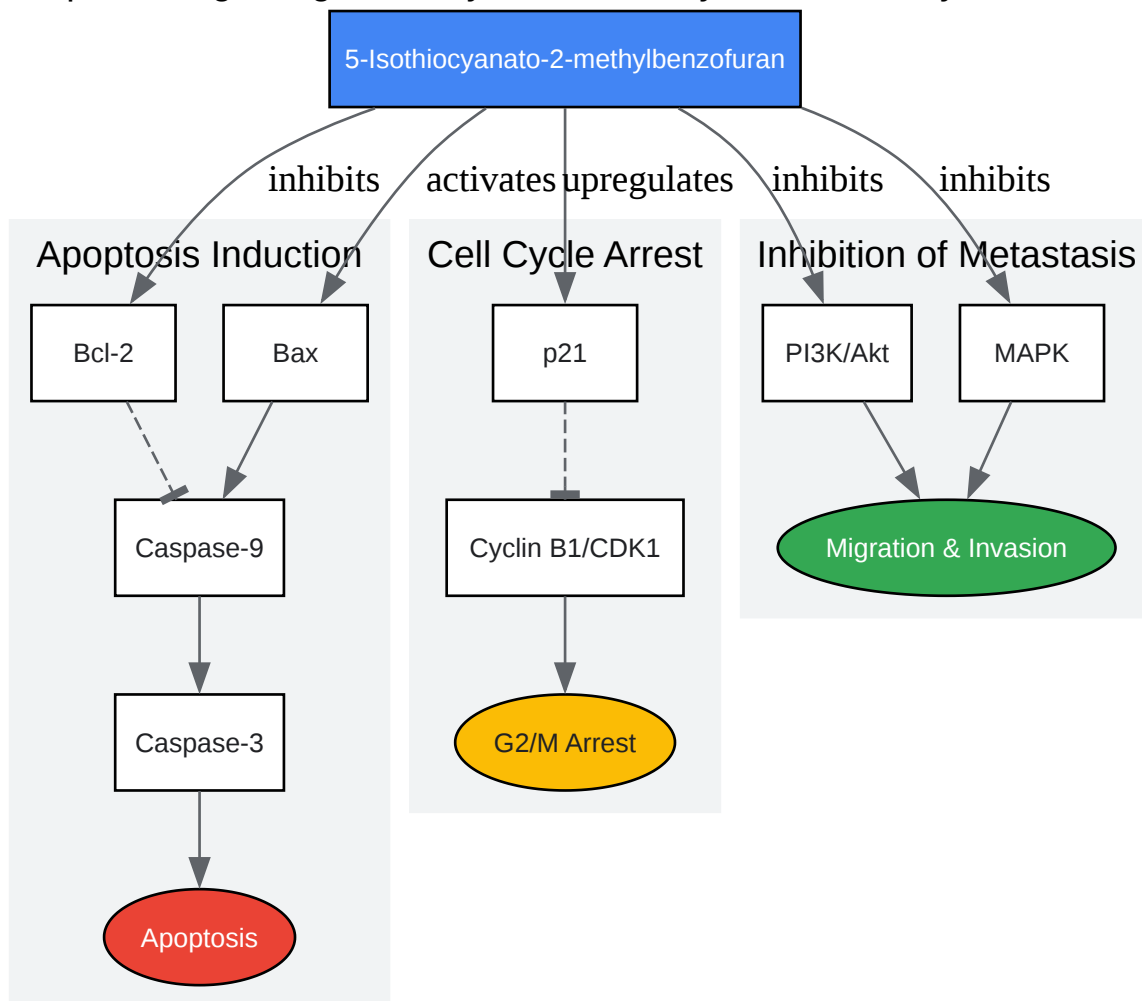 5-Isothiocyanato-2-methylbenzofuran
inhibits activates upregulates inhibits inhibits
Apoptosis Induction Cell Cycle Arrest Inhibition of Metastasis
Bcl-2 Bax p21 PI3K/Akt MAPK
Caspase-9 Cyclin B1/CDK1 Migration & Invasion
Caspase-3 G2/M Arrest
Apoptosis